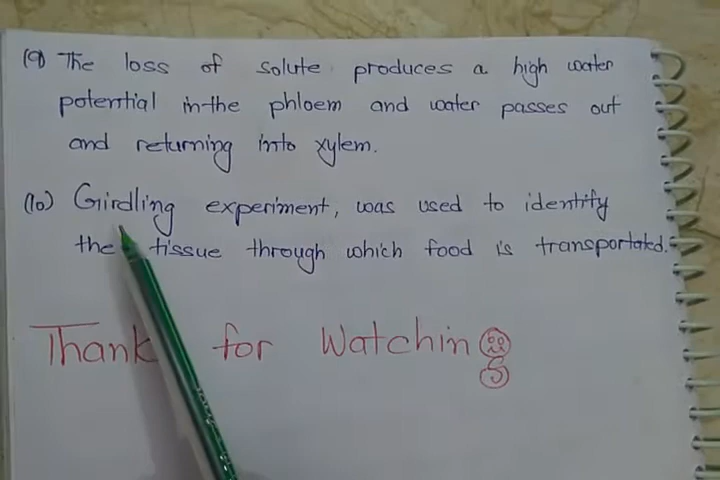 (9) The loss of solute produces a high water
potential in the phloem and water passes out
and returning into xylem.
(10) Girdling experiment, was used to identify
the tissue through which food is transportated.
Thank for Watching